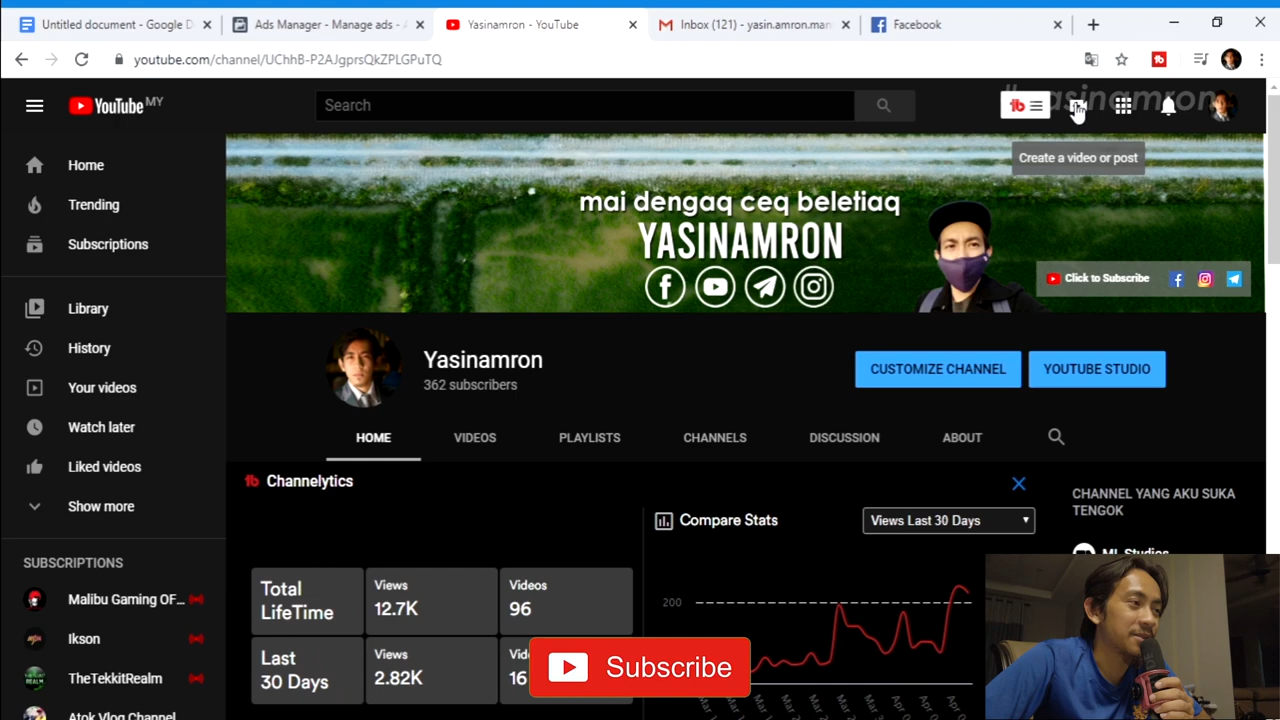 Untitled document - Google D
Ads Manager - Manage ads -
Yasinamron - YouTube
Inbox (121) - yasin.amron.man
Facebook
youtube.com/channel/UChhB-P2AJgprsQkZPLGPuTQ
YouTube MY
Search
#yasinamron
Create a video or post
Home
Trending
Subscriptions
Library
History
Your videos
Watch later
Liked videos
Show more
SUBSCRIPTIONS
Malibu Gaming OF...
Ikson
TheTekkitRealm
Atok Vlog Channel
mai dengaq ceq beletiaq
YASINAMRON
Click to Subscribe
Yasinamron
362 subscribers
CUSTOMIZE CHANNEL
YOUTUBE STUDIO
HOME
VIDEOS
PLAYLISTS
CHANNELS
DISCUSSION
ABOUT
tb Channelytics
Total
LifeTime
Views
12.7K
Videos
96
Last
30 Days
Views
2.82K
16
Compare Stats
Views Last 30 Days
200
CHANNEL YANG AKU SUKA
TENGOK
ML Studios
Subscribe